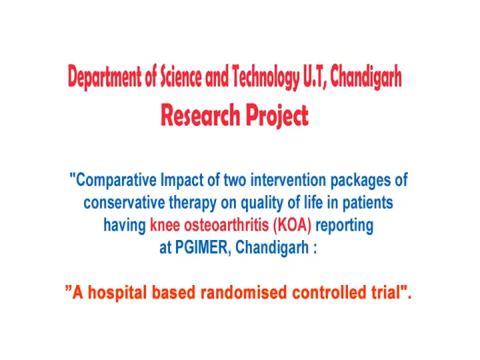 Department of Science and Technology U.T, Chandigarh
Research Project
"Comparative Impact of two intervention packages of
conservative therapy on quality of life in patients
having knee osteoarthritis (KOA) reporting
at PGIMER, Chandigarh :
”A hospital based randomised controlled trial".